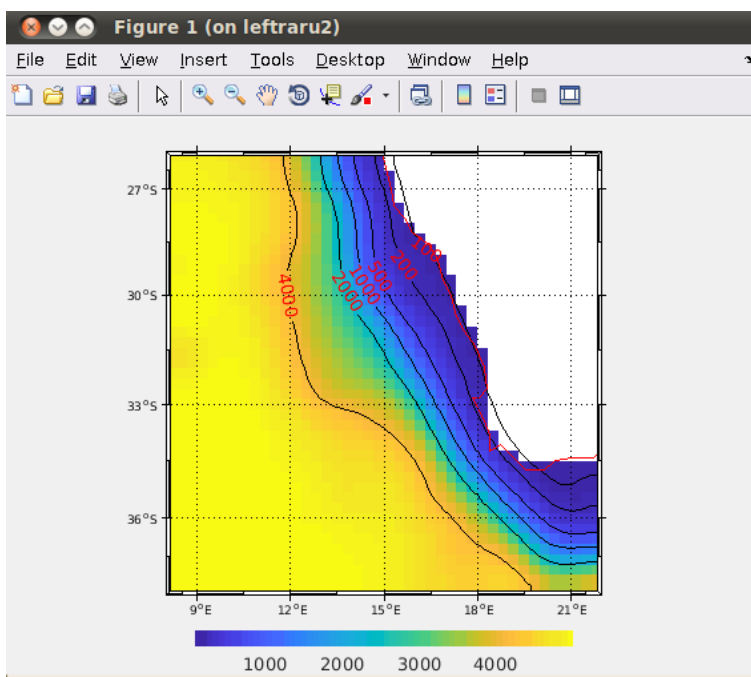 Figure 1 (on leftraru2)
File Edit View Insert Tools Desktop Window Help
27°S
30°S
33°S
36°S
100
200
500
1000
2000
4000
9°E 12°E 15°E 18°E 21°E
1000 2000 3000 4000